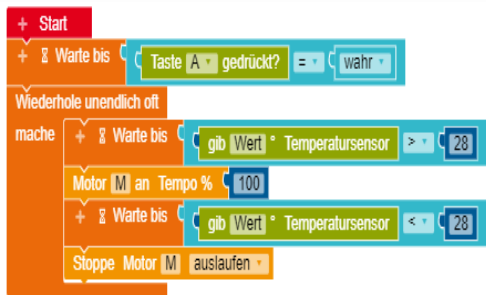 + Start
+ Warte bis Taste A gedrückt? = wahr
Wiederhole unendlich oft
mache + Warte bis gib Wert ° Temperatursensor > 28
Motor M an Tempo % 100
+ Warte bis gib Wert ° Temperatursensor < 28
Stoppe Motor M auslaufen